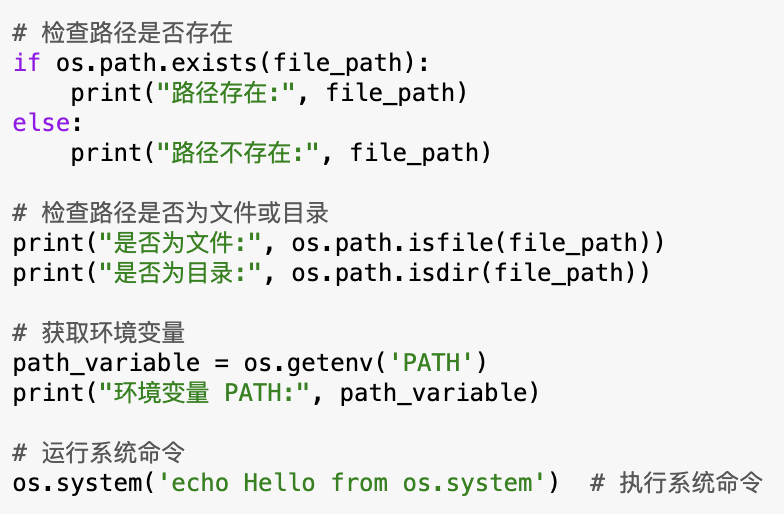 # 检查路径是否存在
if os.path.exists(file_path):
    print("路径存在:", file_path)
else:
    print("路径不存在:", file_path)
# 检查路径是否为文件或目录
print("是否为文件:", os.path.isfile(file_path))
print("是否为目录:", os.path.isdir(file_path))
# 获取环境变量
path_variable = os.getenv('PATH')
print("环境变量 PATH:", path_variable)
# 运行系统命令
os.system('echo Hello from os.system')  # 执行系统命令